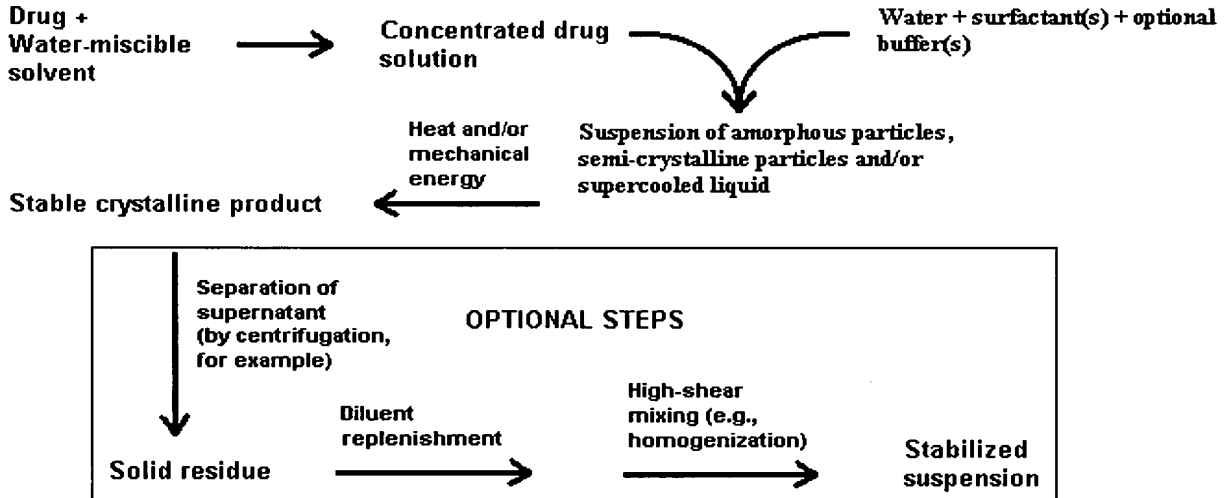 Drug +
Water-miscible
solvent
Concentrated drug
solution
Water + surfactant(s) + optional
buffer(s)
Heat and/or
mechanical
energy
Suspension of amorphous particles,
semi-crystalline particles and/or
supercooled liquid
Stable crystalline product
Separation of
supernatant
(by centrifugation,
for example)
OPTIONAL STEPS
Diluent
replenishment
High-shear
mixing (e.g.,
homogenization)
Solid residue
Stabilized
suspension